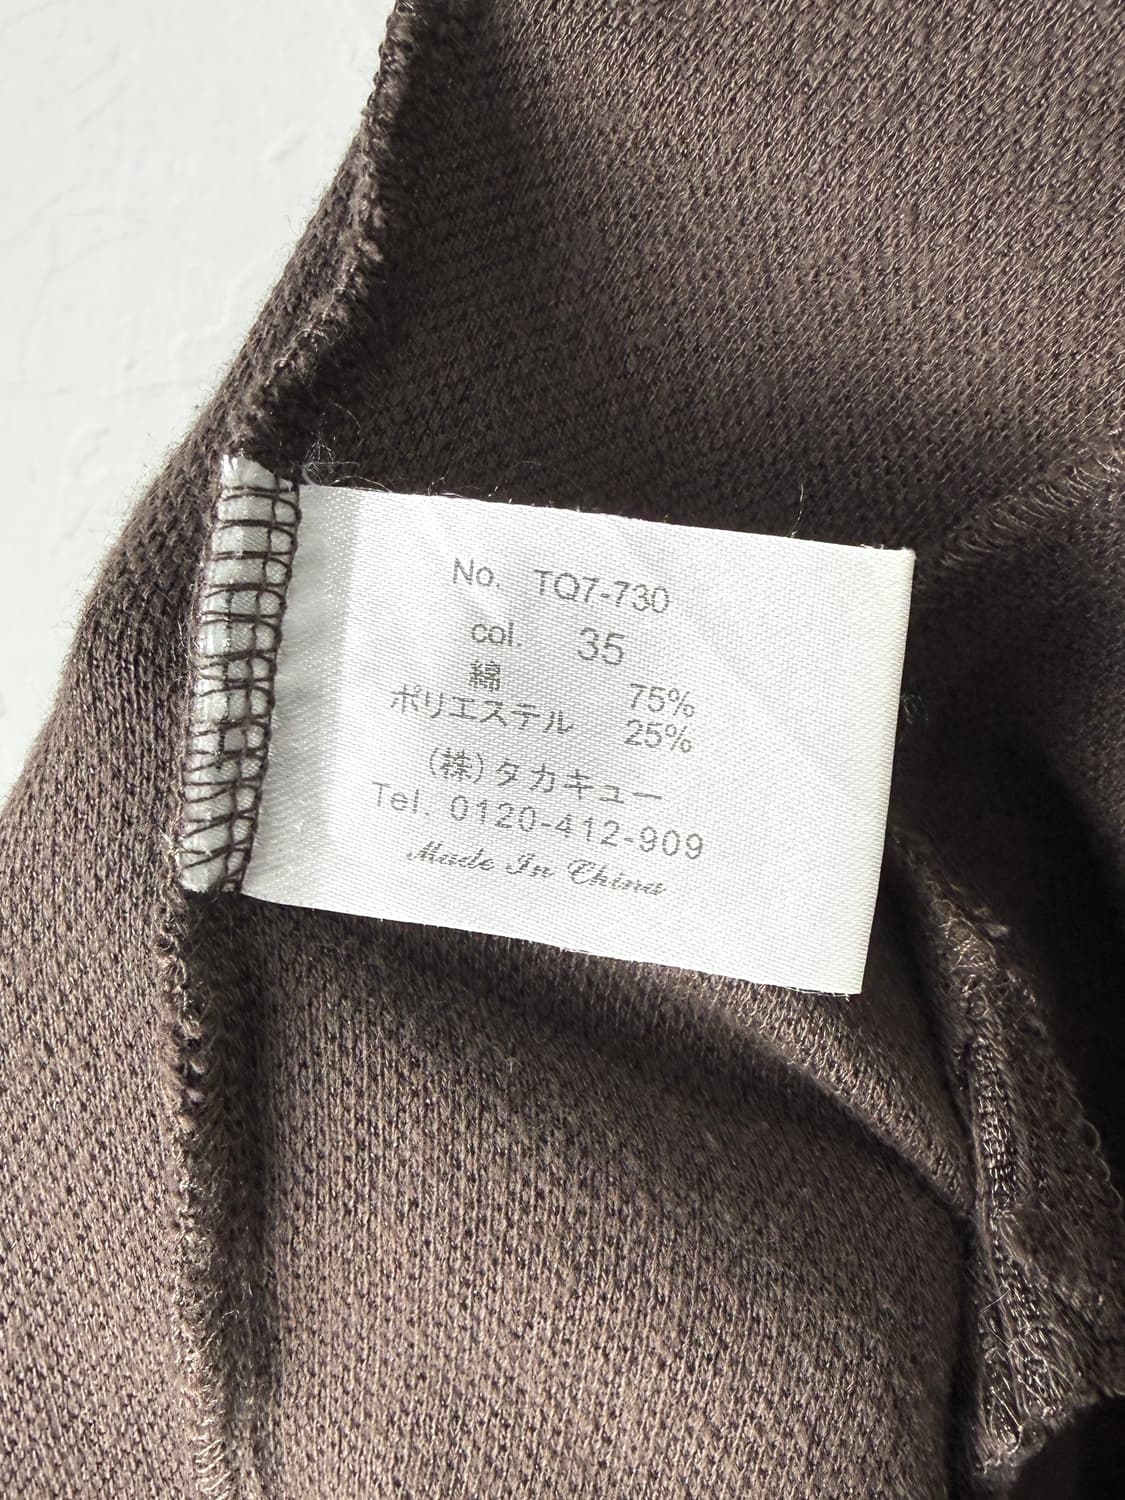 No. TQ7-730
col. 35
綿 75%
ポリエステル 25%
(株)タカキュー
Tel. 0120-412-909
Made In China